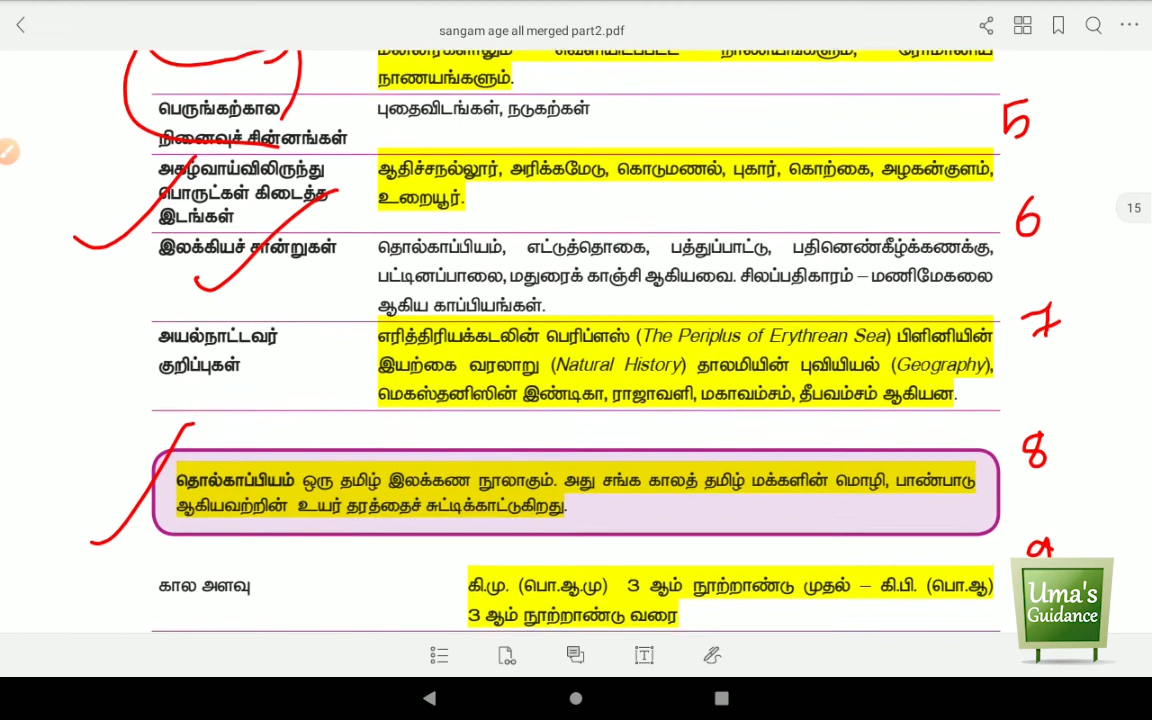 sangam age all merged part2.pdf
நாணயங்களும்.
பெருங்கற்கால புதைவிடங்கள், நடுகற்கள்
நினைவுச் சின்னங்கள்
5
அகழ்வாய்விலிருந்து ஆதிச்சநல்லூர், அரிக்கமேடு, கொடுமணல், புகார், கொற்கை, அழகன்குளம்,
பொருட்கள் கிடைத்த உறையூர்.
இடங்கள்
15
6
இலக்கியச் சான்றுகள் தொல்காப்பியம், எட்டுத்தொகை, பத்துப்பாட்டு, பதினெண்கீழ்க்கணக்கு,
பட்டினப்பாலை, மதுரைக் காஞ்சி ஆகியவை. சிலப்பதிகாரம் – மணிமேகலை
ஆகிய காப்பியங்கள்.
7
அயல்நாட்டவர் எரித்திரியக்கடலின் பெரிப்ளஸ் (The Periplus of Erythrean Sea) பிளினியின்
குறிப்புகள் இயற்கை வரலாறு (Natural History) தாலமியின் புவியியல் (Geography),
மெகஸ்தனிஸின் இண்டிகா, ராஜாவளி, மகாவம்சம், தீபவம்சம் ஆகியன.
8
தொல்காப்பியம் ஒரு தமிழ் இலக்கண நூலாகும். அது சங்க காலத் தமிழ் மக்களின் மொழி, பாண்பாடு
ஆகியவற்றின் உயர் தரத்தைச் சுட்டிக்காட்டுகிறது.
9
கால அளவு கி.மு. (பொ.ஆ.மு) 3 ஆம் நூற்றாண்டு முதல் – கி.பி. (பொ.ஆ)
3 ஆம் நூற்றாண்டு வரை
Uma's
Guidance